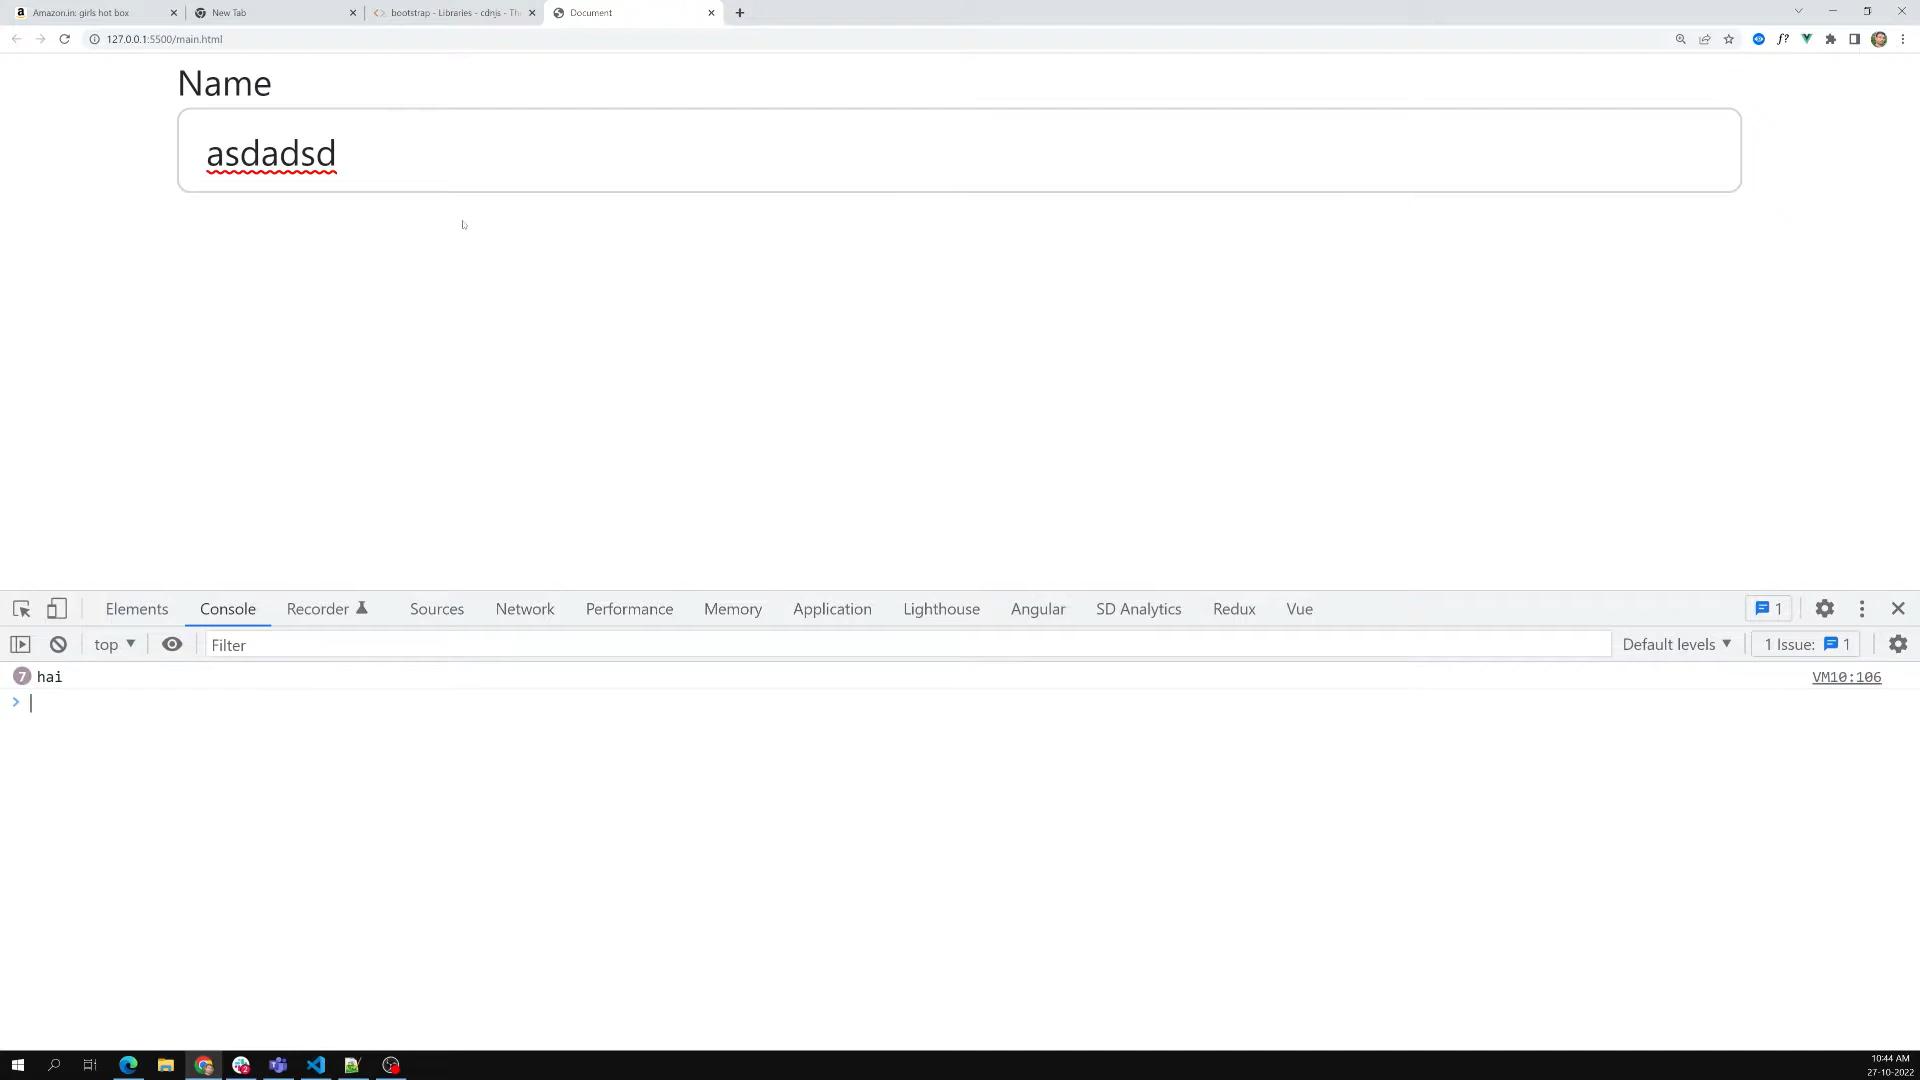 Amazon.in: girls hot box
New Tab
bootstrap - Libraries - cdnjs - Th
Document
127.0.0.1:5500/main.html
f?
Name
asdadsd
Elements
Console
Recorder
Sources
Network
Performance
Memory
Application
Lighthouse
Angular
SD Analytics
Redux
Vue
1
top
Filter
Default levels
1 Issue: 1
7 hai
VM10:106
10:44 AM
27-10-2022